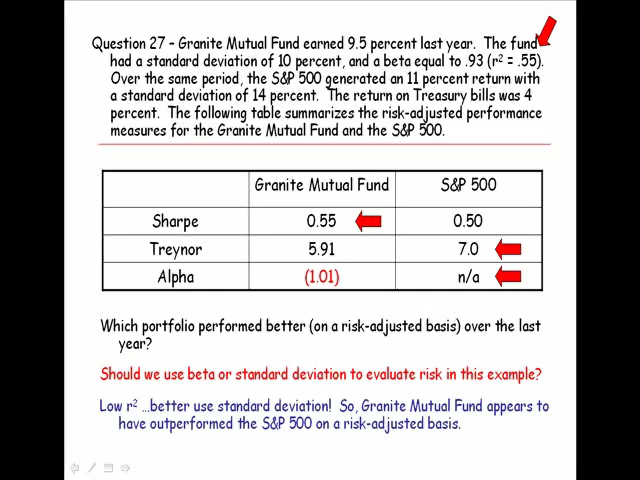 Question 27 – Granite Mutual Fund earned 9.5 percent last year. The fund
had a standard deviation of 10 percent, and a beta equal to .93 (r² = .55).
Over the same period, the S&P 500 generated an 11 percent return with
a standard deviation of 14 percent. The return on Treasury bills was 4
percent. The following table summarizes the risk-adjusted performance
measures for the Granite Mutual Fund and the S&P 500.
Granite Mutual Fund S&P 500
Sharpe 0.55 0.50
Treynor 5.91 7.0
Alpha (1.01) n/a
Which portfolio performed better (on a risk-adjusted basis) over the last
year?
Should we use beta or standard deviation to evaluate risk in this example?
Low r² …better use standard deviation! So, Granite Mutual Fund appears to
have outperformed the S&P 500 on a risk-adjusted basis.